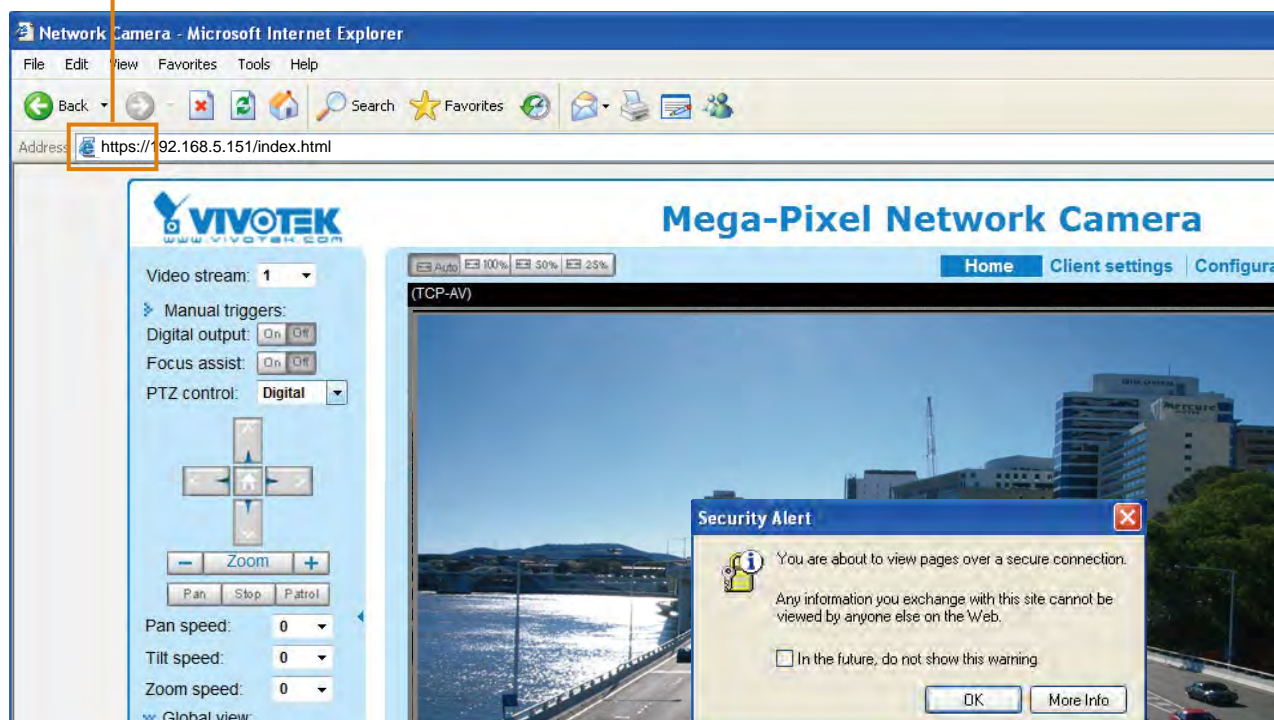 Network Camera - Microsoft Internet Explorer
File Edit View Favorites Tools Help
Back Search Favorites
Address https://192.168.5.151/index.html
VIVOTEK
www.vivotek.com
Mega-Pixel Network Camera
Video stream: 1
Auto 100% 50% 25%
Home Client settings Configura
(TCP-AV)
Manual triggers:
Digital output: On Off
Focus assist: On Off
PTZ control: Digital
Zoom
Pan Stop Patrol
Pan speed: 0
Tilt speed: 0
Zoom speed: 0
Global view:
Mercure
Security Alert
You are about to view pages over a secure connection.
Any information you exchange with this site cannot be
viewed by anyone else on the Web.
In the future, do not show this warning
OK More Info